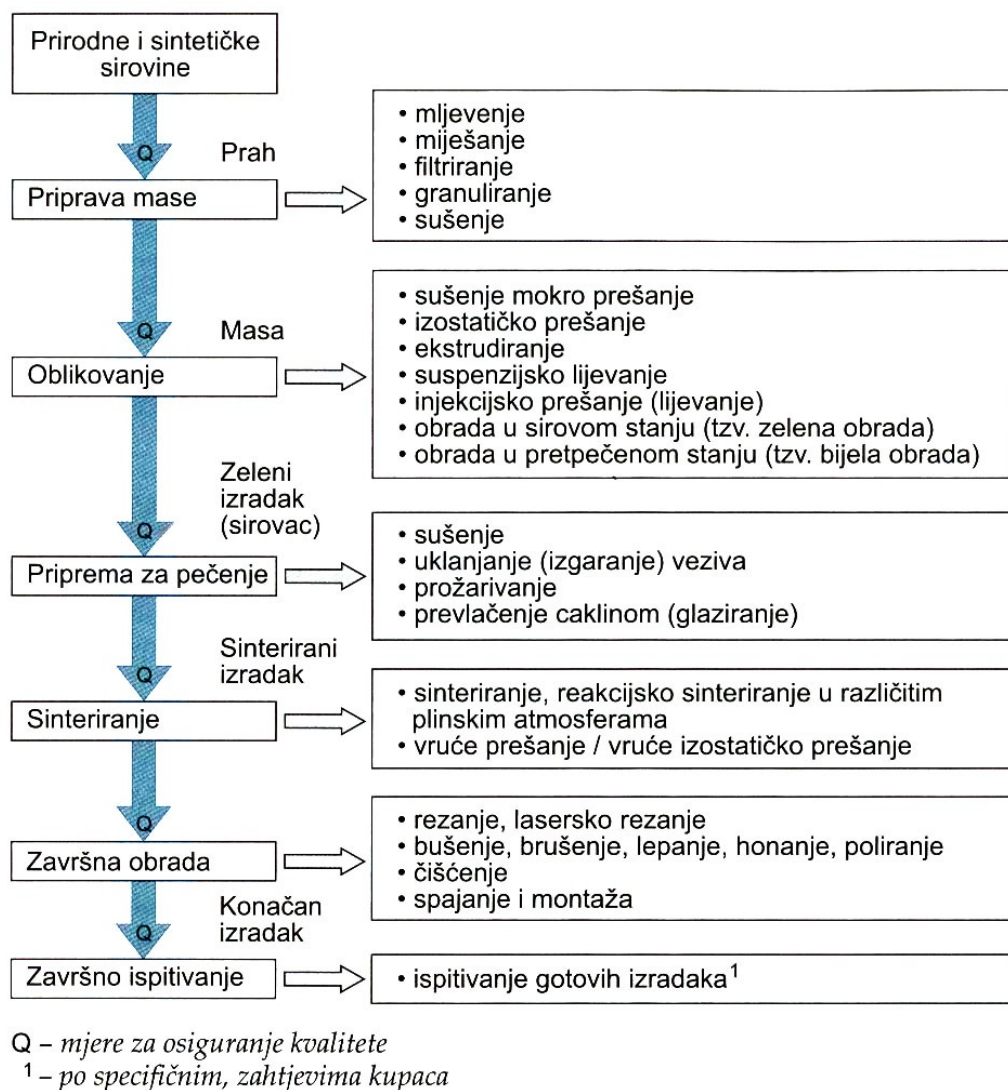 Prirodne i sintetičke
sirovine
Q
Prah
Priprava mase
• mljevenje
• miješanje
• filtriranje
• granuliranje
• sušenje
Q
Masa
Oblikovanje
• sušenje mokro prešanje
• izostatičko prešanje
• ekstrudiranje
• suspenzijsko lijevanje
• injekcijsko prešanje (lijevanje)
• obrada u sirovom stanju (tzv. zelena obrada)
• obrada u pretpečenom stanju (tzv. bijela obrada)
Zeleni
izradak
(sirovac)
Q
Priprema za pečenje
• sušenje
• uklanjanje (izgaranje) veziva
• prožarivanje
• prevlačenje caklinom (glaziranje)
Sinterirani
izradak
Q
Sinteriranje
• sinteriranje, reakcijsko sinteriranje u različitim
plinskim atmosferama
• vruće prešanje / vruće izostatičko prešanje
Q
Završna obrada
• rezanje, lasersko rezanje
• bušenje, brušenje, lepanje, honanje, poliranje
• čišćenje
• spajanje i montaža
Konačan
izradak
Q
Završno ispitivanje
• ispitivanje gotovih izradaka¹
Q – mjere za osiguranje kvalitete
¹ – po specifičnim, zahtjevima kupaca